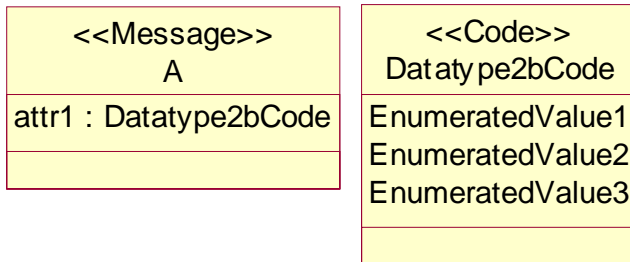 <<Message>>
A
attr1 : Datatype2bCode
<<Code>>
Datatype2bCode
EnumeratedValue1
EnumeratedValue2
EnumeratedValue3